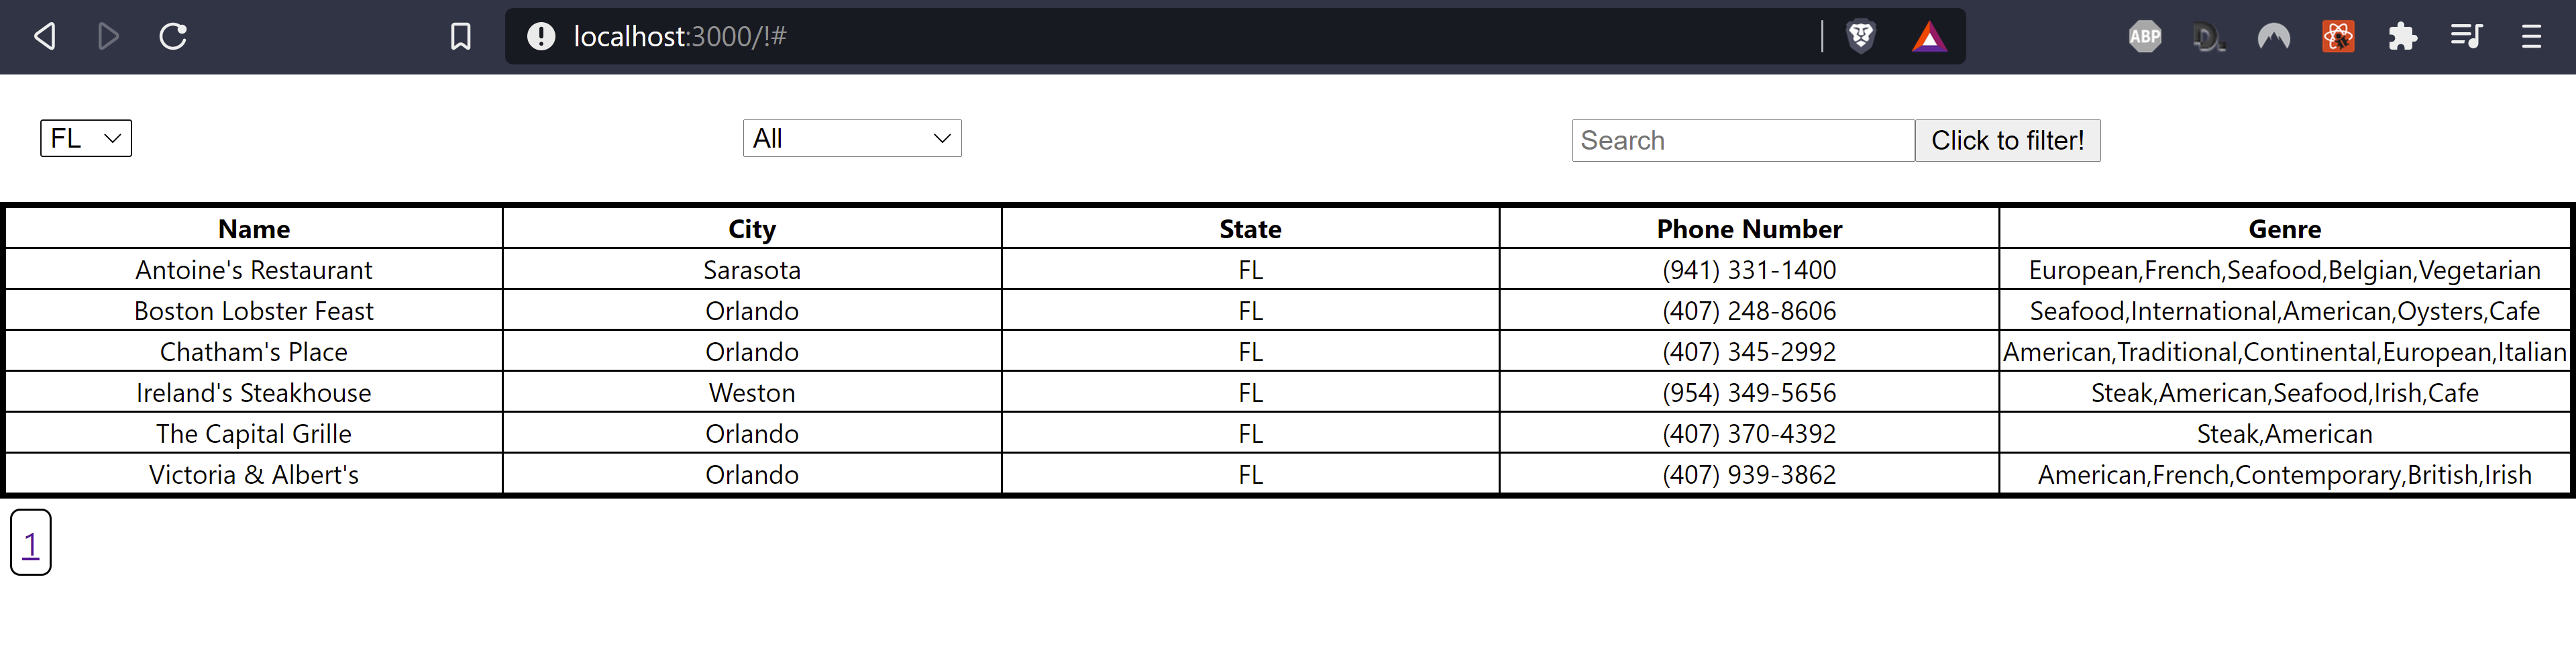 localhost:3000/!#
ABP
D.
FL All Search Click to filter!
Name City State Phone Number Genre
Antoine's Restaurant Sarasota FL (941) 331-1400 European,French,Seafood,Belgian,Vegetarian
Boston Lobster Feast Orlando FL (407) 248-8606 Seafood,International,American,Oysters,Cafe
Chatham's Place Orlando FL (407) 345-2992 American,Traditional,Continental,European,Italian
Ireland's Steakhouse Weston FL (954) 349-5656 Steak,American,Seafood,Irish,Cafe
The Capital Grille Orlando FL (407) 370-4392 Steak,American
Victoria & Albert's Orlando FL (407) 939-3862 American,French,Contemporary,British,Irish
1